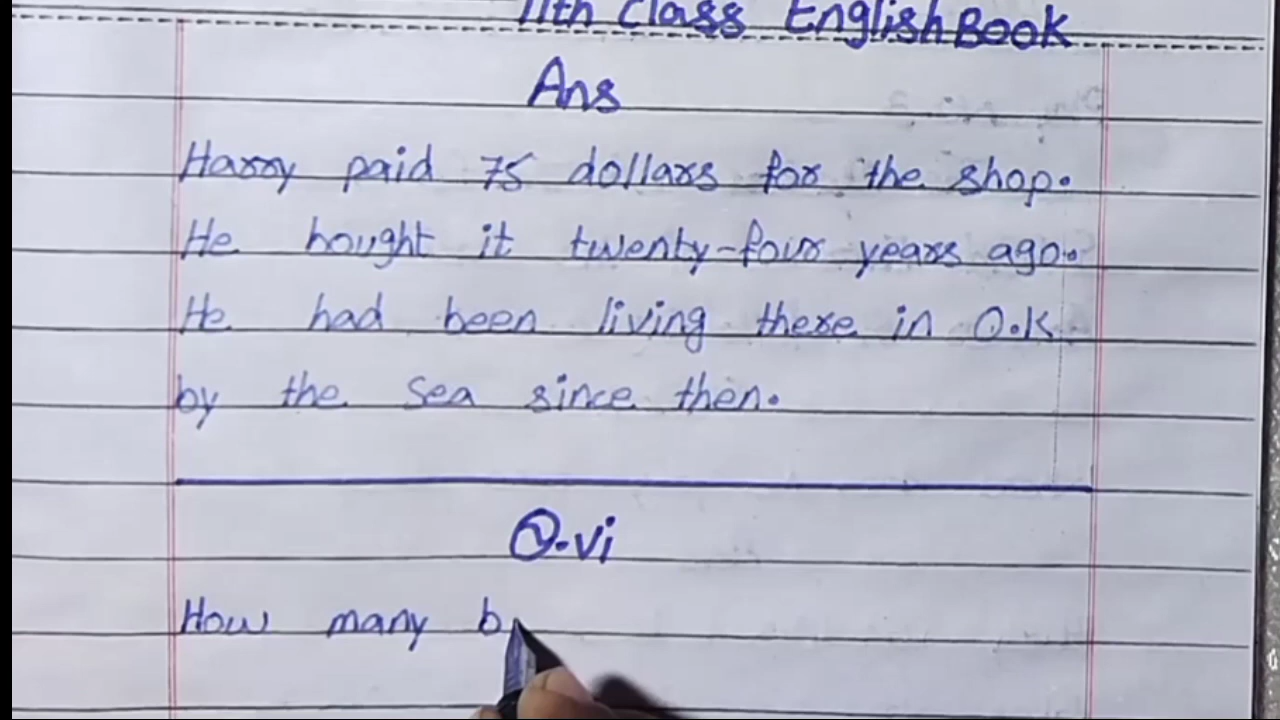 11th Class English Book
Ans
Harry paid 75 dollars for the shop.
He bought it twenty-four years ago.
He had been living there in O.K
by the sea since then.
Q.vi
How many b